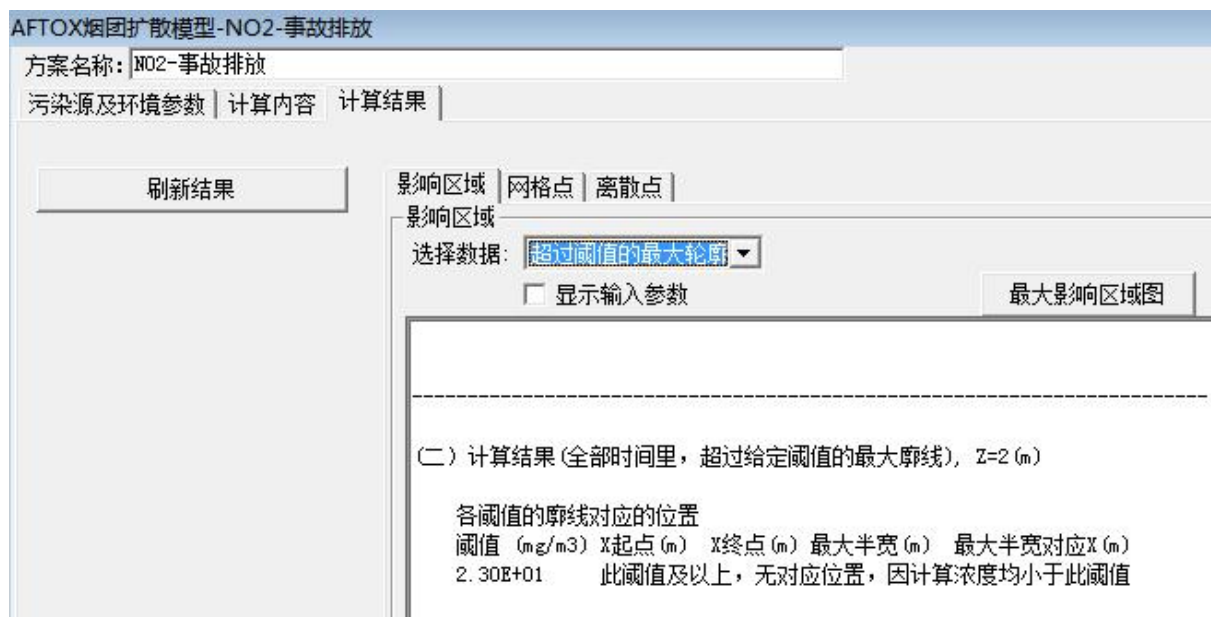 AFTOX烟团扩散模型-NO2-事故排放
方案名称: NO2-事故排放
污染源及环境参数 计算内容 计算结果
刷新结果
影响区域 网格点 离散点
影响区域
选择数据: 超过阈值的最大轮廓
显示输入参数
最大影响区域图
--------------------------------------------------------------------------
(二) 计算结果(全部时间里，超过给定阈值的最大廓线), Z=2(m)
各阈值的廓线对应的位置
阈值 (mg/m3) X起点(m) X终点(m) 最大半宽(m) 最大半宽对应X(m)
2.30E+01 此阈值及以上，无对应位置，因计算浓度均小于此阈值